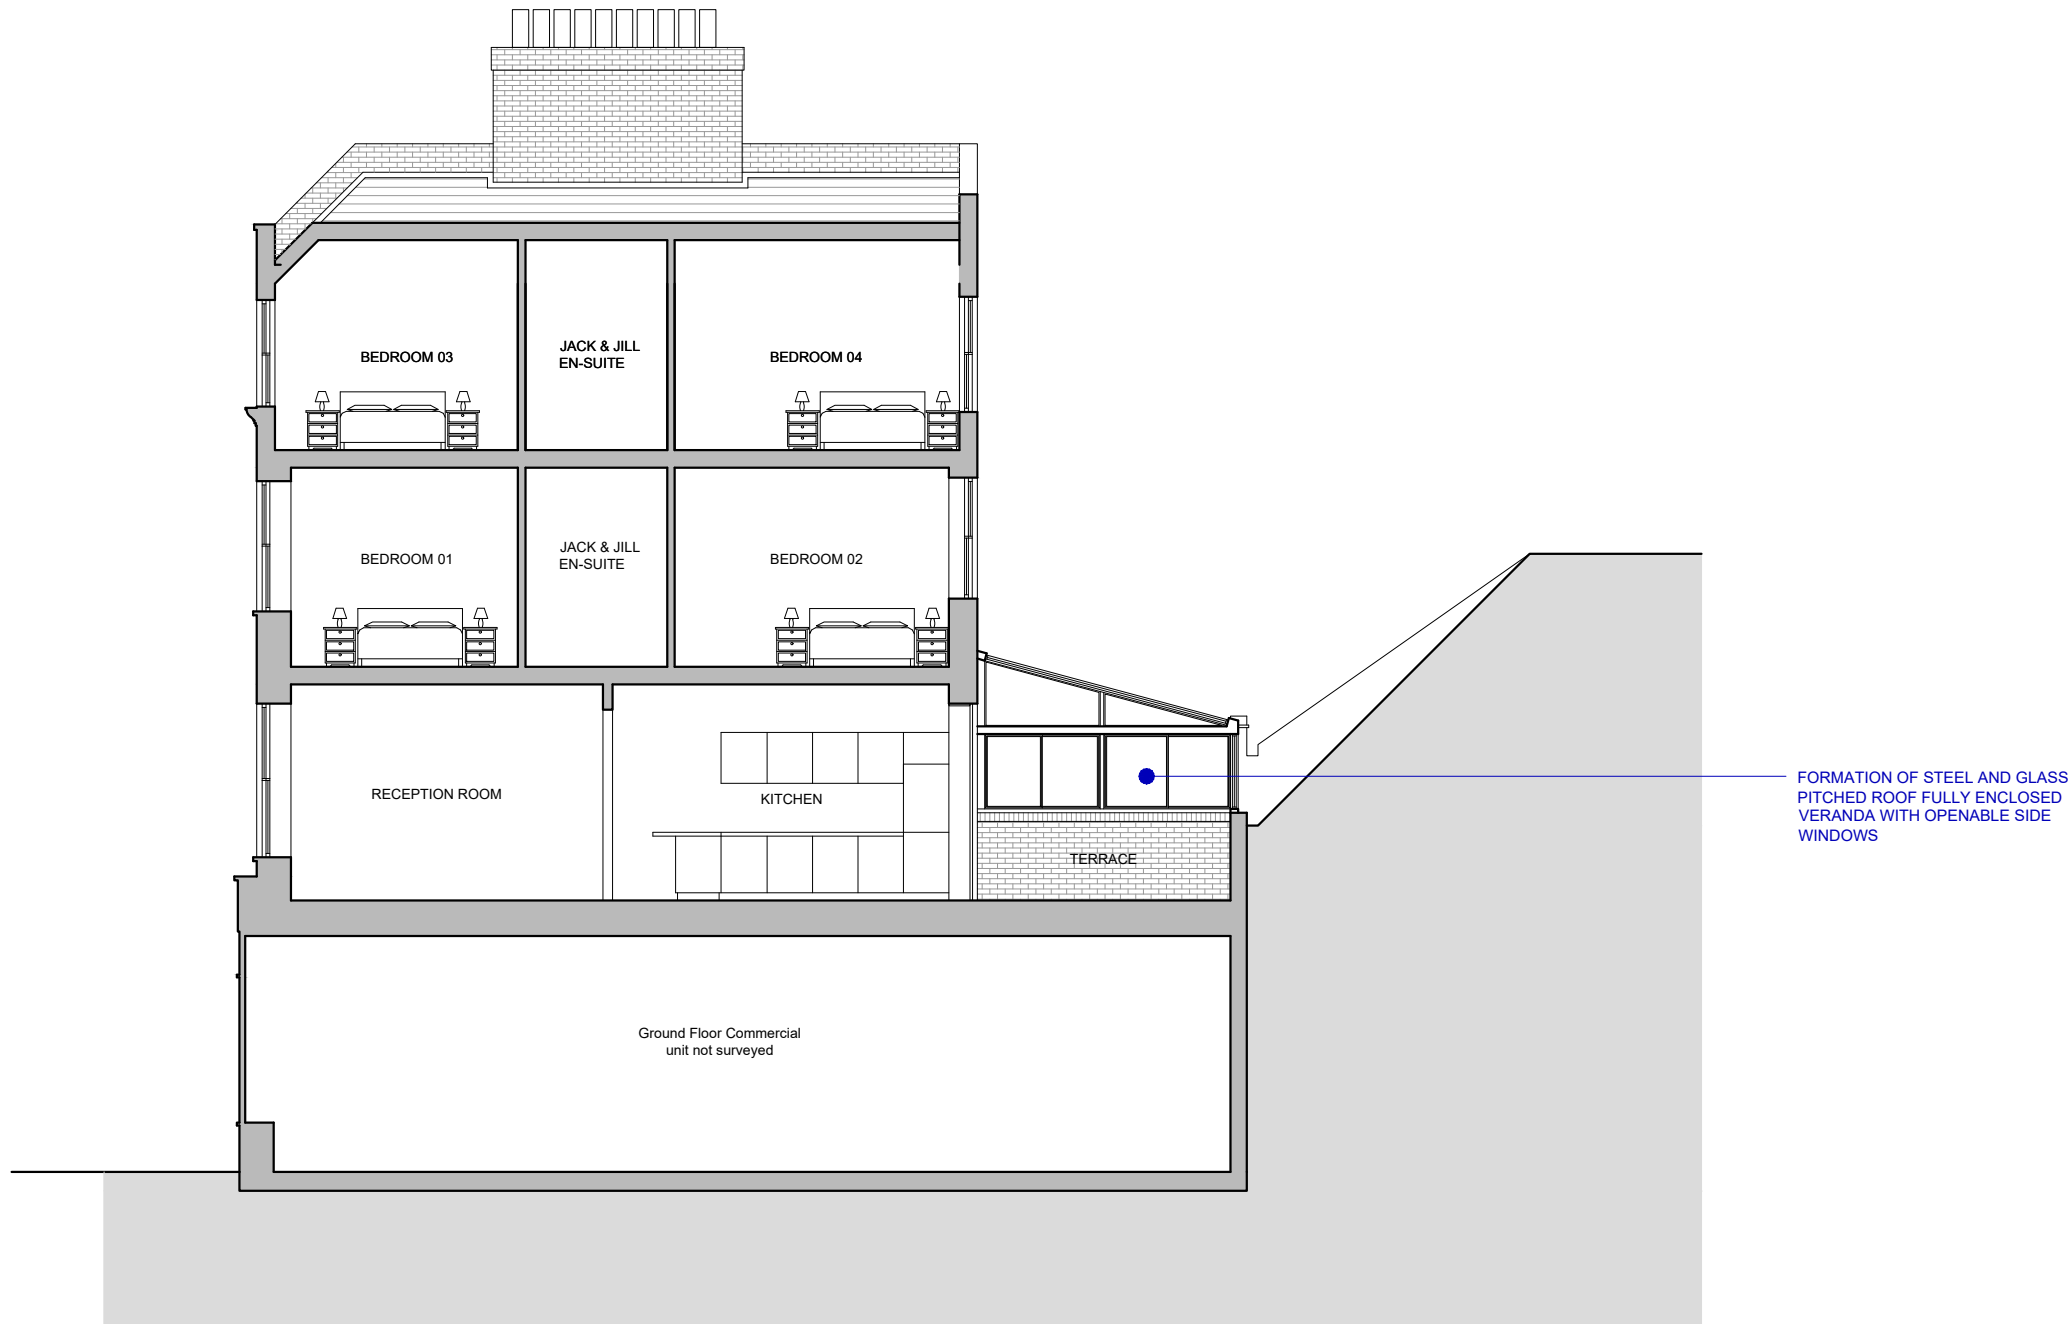 BEDROOM 03
JACK & JILL
EN-SUITE
BEDROOM 04
BEDROOM 01
JACK & JILL
EN-SUITE
BEDROOM 02
RECEPTION ROOM
KITCHEN
TERRACE
FORMATION OF STEEL AND GLASS
PITCHED ROOF FULLY ENCLOSED
VERANDA WITH OPENABLE SIDE
WINDOWS
Ground Floor Commercial
unit not surveyed